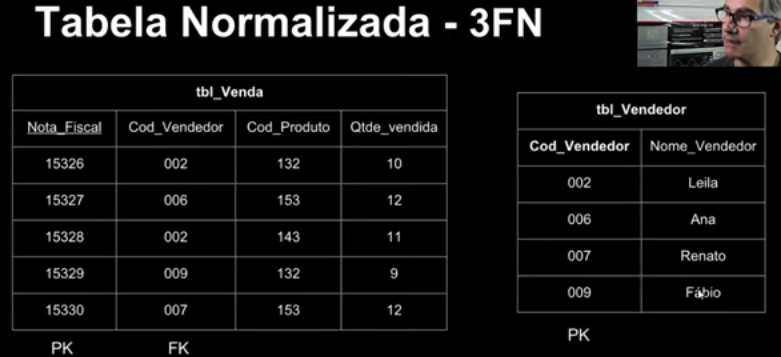 Tabela Normalizada - 3FN
tbl_Venda
Nota_Fiscal Cod_Vendedor Cod_Produto Qtde_vendida
15326 002 132 10
15327 006 153 12
15328 002 143 11
15329 009 132 9
15330 007 153 12
PK FK
tbl_Vendedor
Cod_Vendedor Nome_Vendedor
002 Leila
006 Ana
007 Renato
009 Fábio
PK